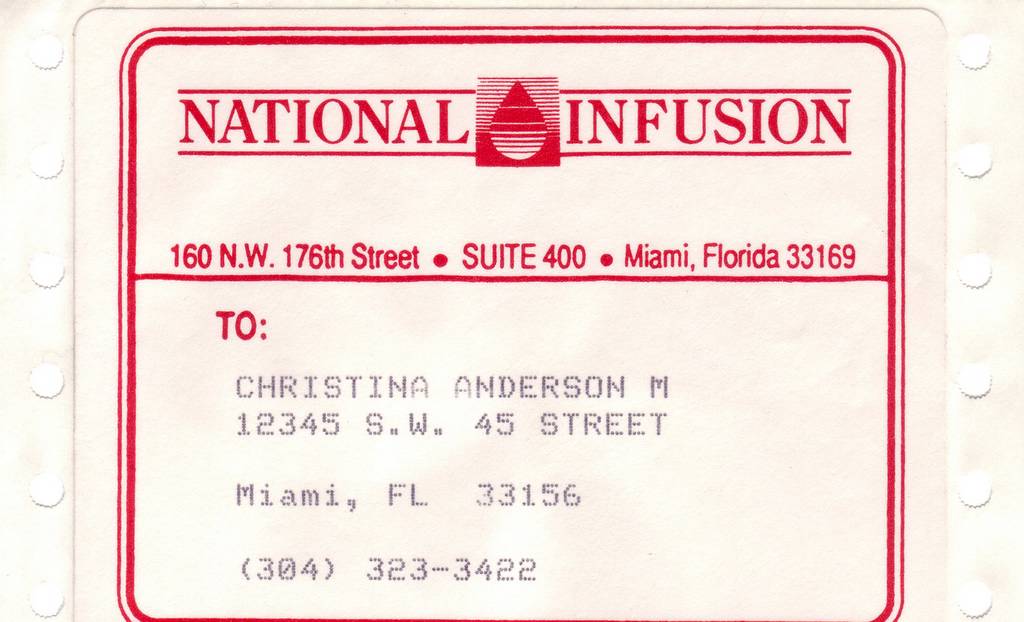 NATIONAL INFUSION
160 N.W. 176th Street • SUITE 400 • Miami, Florida 33169
TO:
CHRISTINA ANDERSON M
12345 S.W. 45 STREET
Miami, FL 33156
(304) 323-3422